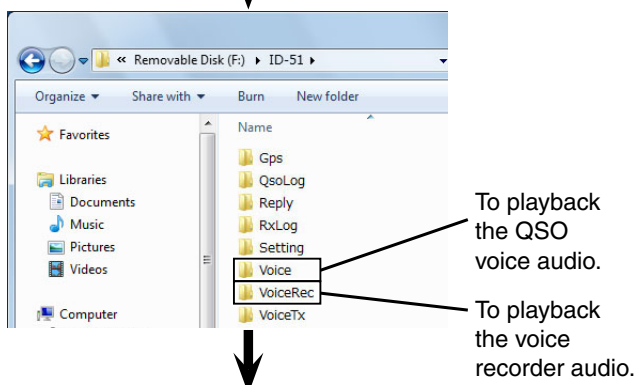 « Removable Disk (F:) ▸ ID-51 ▸
Organize ▼ Share with ▼ Burn New folder
Favorites
Libraries
Documents
Music
Pictures
Videos
Computer
Name
Gps
QsoLog
Reply
RxLog
Setting
Voice
VoiceRec
VoiceTx
To playback
the QSO
voice audio.
To playback
the voice
recorder audio.